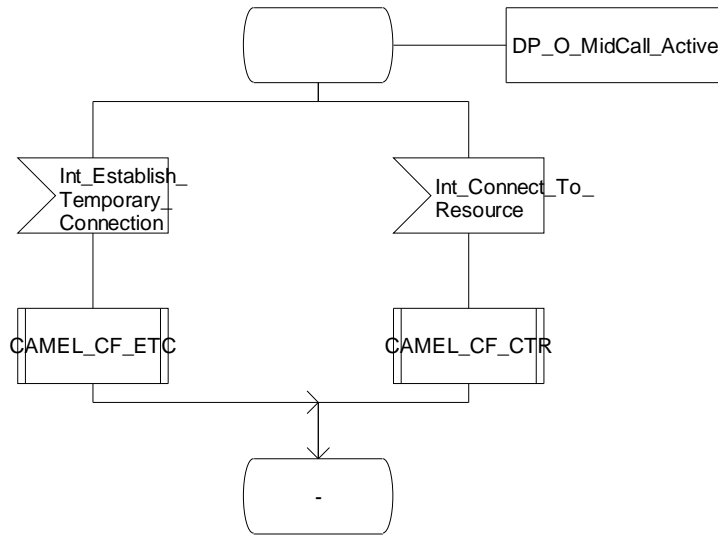 DP_O_MidCall_Active
Int_Establish_
Temporary_
Connection
Int_Connect_To_
Resource
CAMEL_CF_ETC
CAMEL_CF_CTR
-